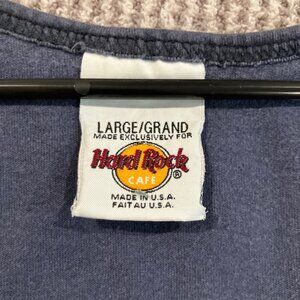 LARGE/GRAND
MADE EXCLUSIVELY FOR
Hard Rock
CAFE
®
MADE IN U.S.A.
FAIT AU U.S.A.